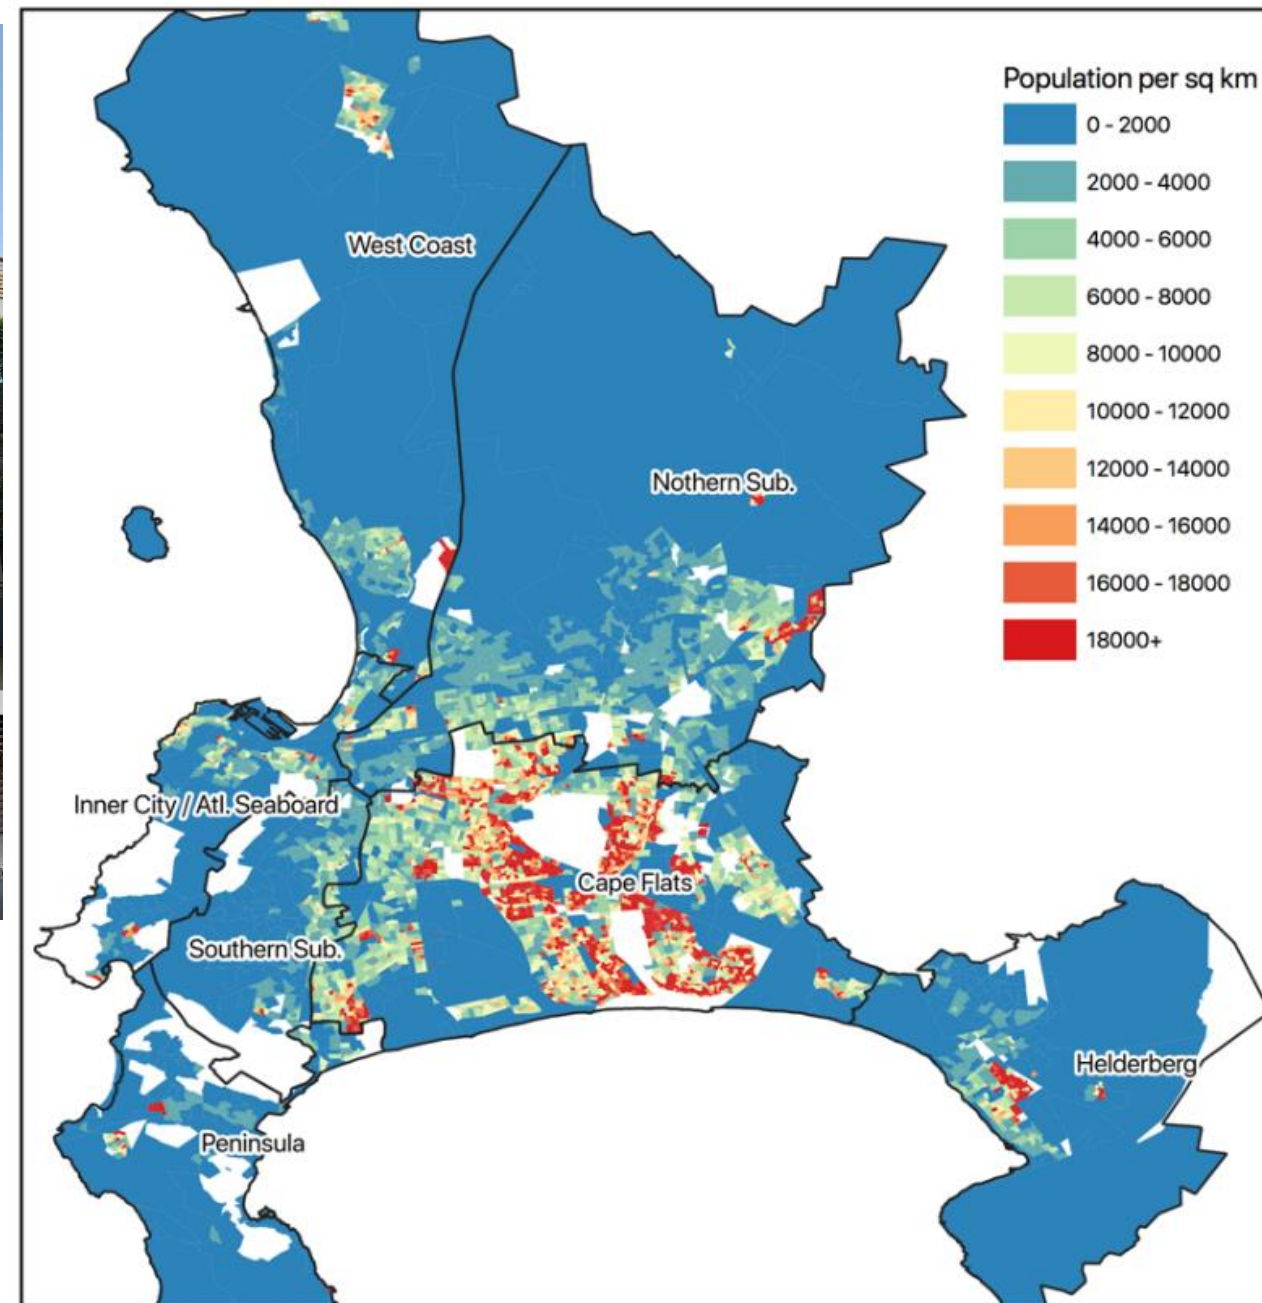 Population per sq km
0 - 2000
2000 - 4000
4000 - 6000
6000 - 8000
8000 - 10000
10000 - 12000
12000 - 14000
14000 - 16000
16000 - 18000
18000+
West Coast
Nothern Sub.
Inner City / Atl. Seaboard
Cape Flats
Southern Sub.
Helderberg
Peninsula